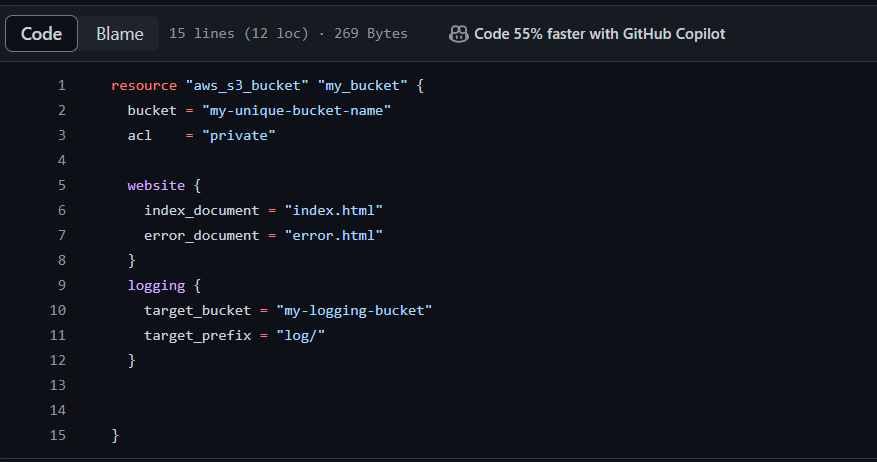 Code Blame 15 lines (12 loc) · 269 Bytes Code 55% faster with GitHub Copilot
1 resource "aws_s3_bucket" "my_bucket" {
2   bucket = "my-unique-bucket-name"
3   acl    = "private"
4
5   website {
6     index_document = "index.html"
7     error_document = "error.html"
8   }
9   logging {
10     target_bucket = "my-logging-bucket"
11     target_prefix = "log/"
12   }
13
14
15 }